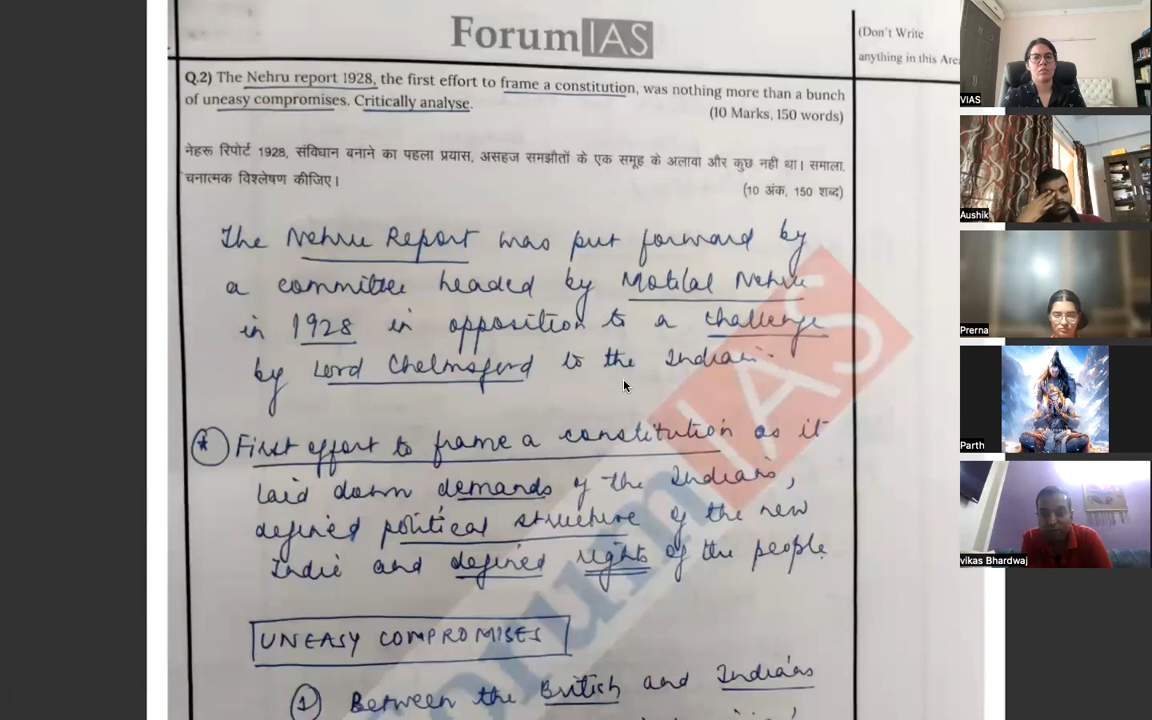 ForumIAS
(Don't Write
anything in this Are
Q.2) The Nehru report 1928, the first effort to frame a constitution, was nothing more than a bunch
of uneasy compromises. Critically analyse.
(10 Marks, 150 words)
नेहरू रिपोर्ट 1928, संविधान बनाने का पहला प्रयास, असहज समझौतों के एक समूह के अलावा और कुछ नही था। समाला,
चनात्मक विश्लेषण कीजिए।
(10 अंक, 150 शब्द)
The Nehru Report was put forward by
a committee headed by Motilal Nehru
in 1928 in opposition to a challenge
by Lord Chelmsford to the Indians.
* First effort to frame a constitution as it
laid down demands of the Indians,
defined political structure of the new
India and defined rights of the people.
UNEASY COMPROMISES
1 Between the British and Indians
ForumIAS
VIAS
Aushik
Prerna
Parth
vikas Bhardwaj